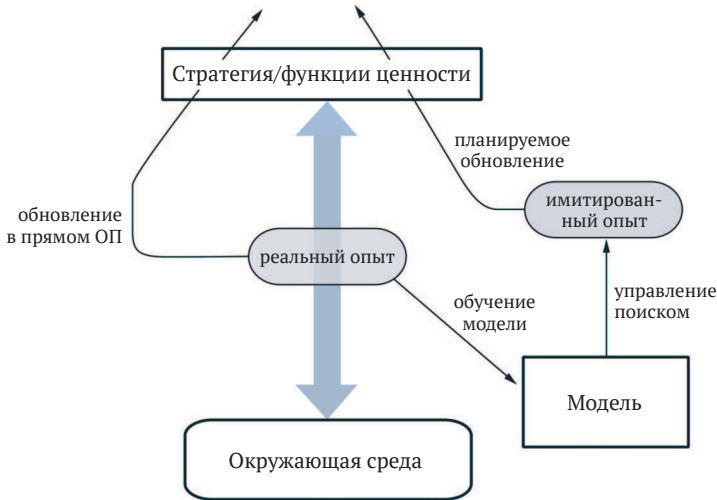 Стратегия/функции ценности
планируемое
обновление
имитирован-
ный опыт
обновление
в прямом ОП
реальный опыт
обучение
модели
управление
поиском
Модель
Окружающая среда